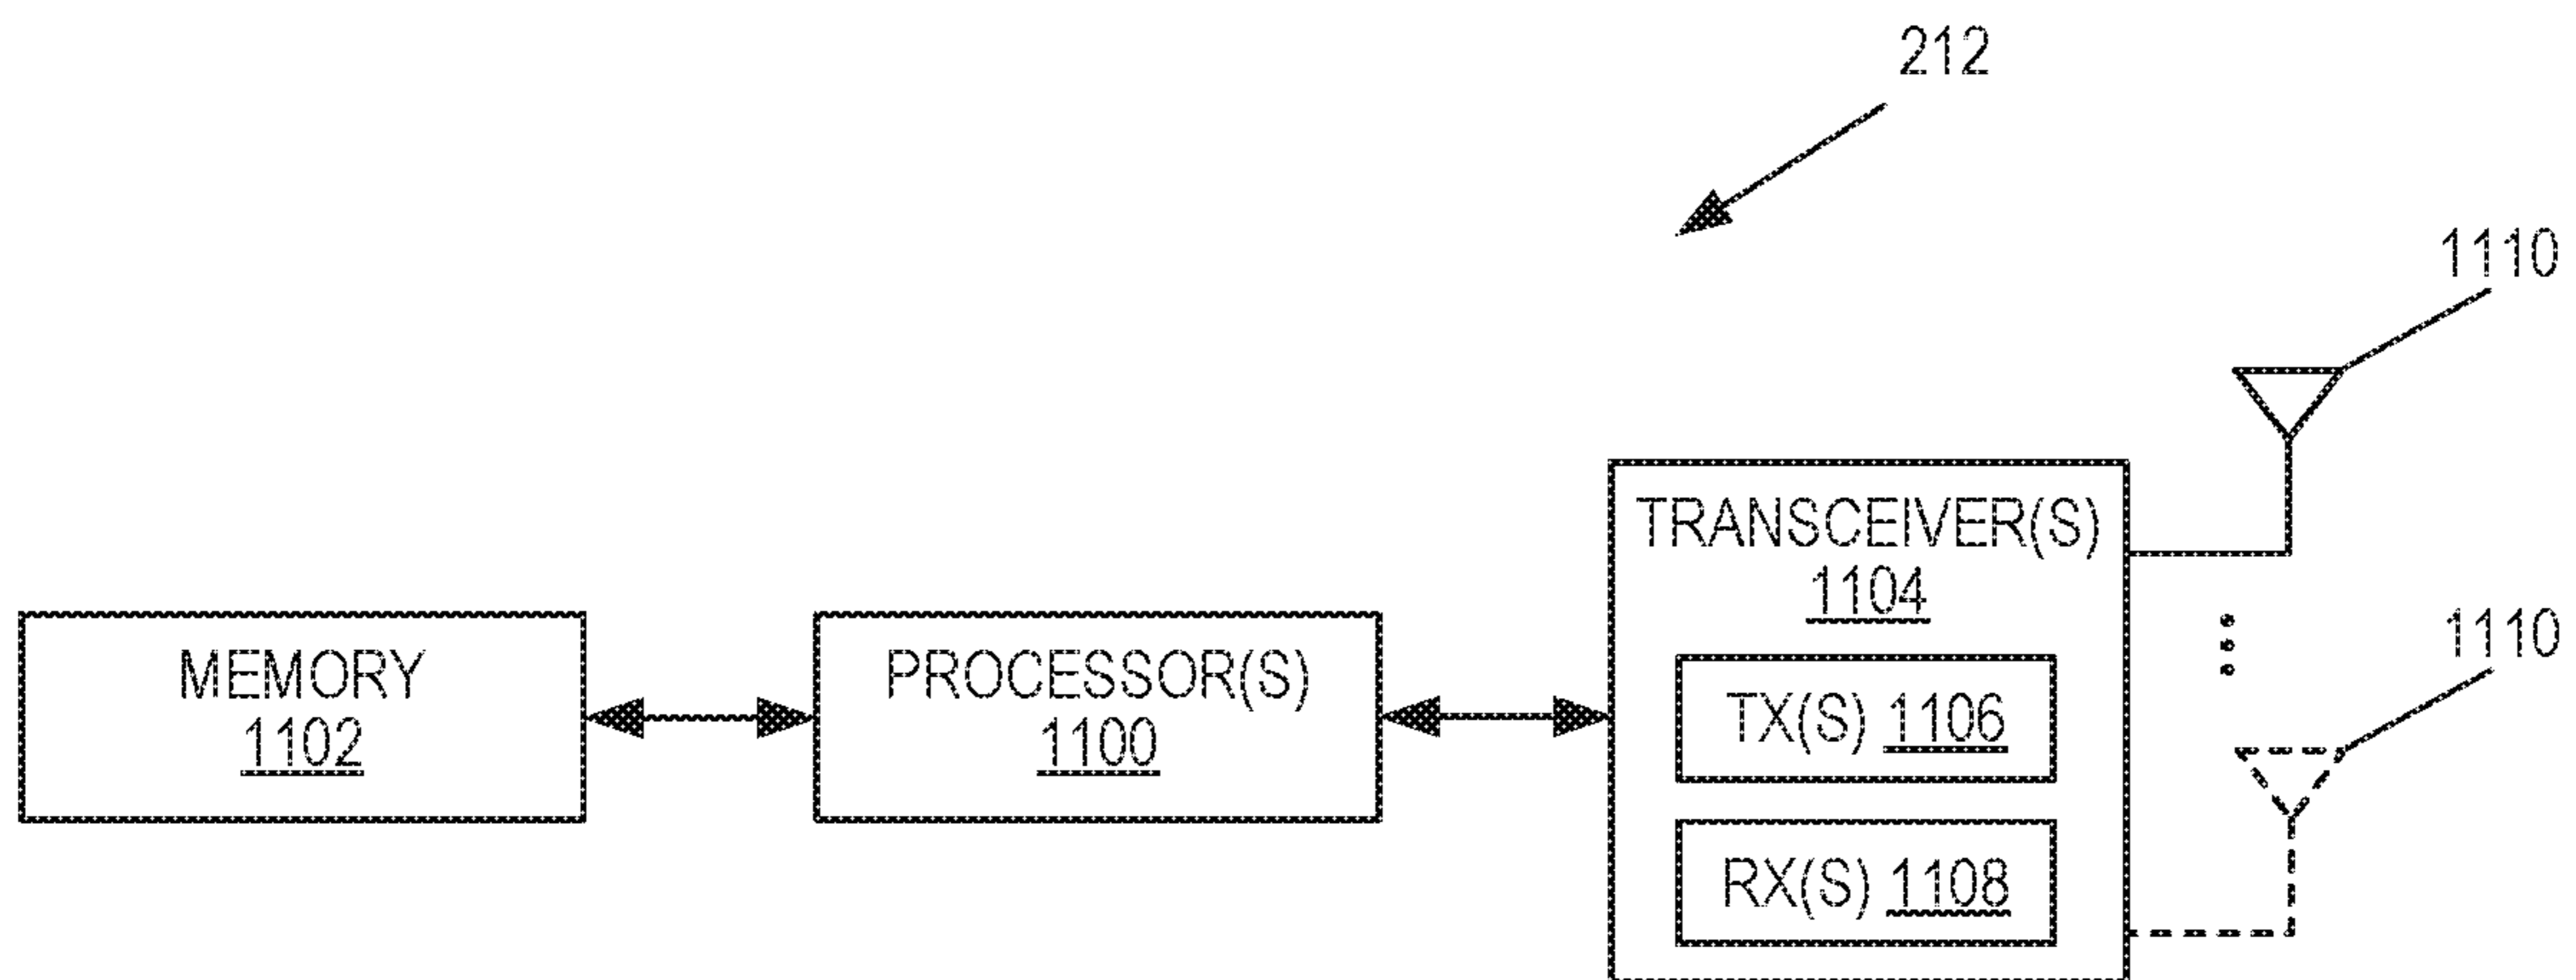 212
1110
TRANSCEIVER(S)
1104
MEMORY
1102
PROCESSOR(S)
1100
1110
TX(S) 1106
RX(S) 1108